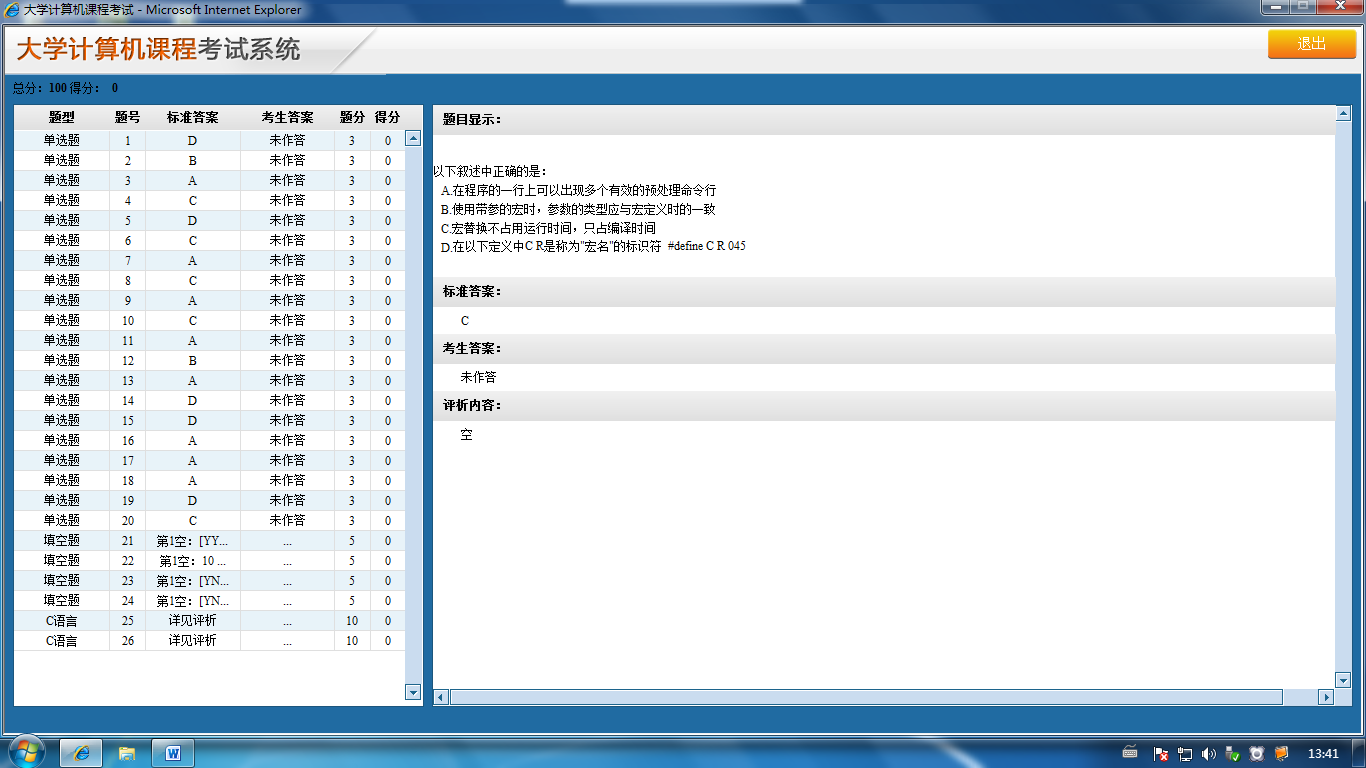 大学计算机课程考试 - Microsoft Internet Explorer
大学计算机课程考试系统
退出
总分：100 得分： 0
题型 题号 标准答案 考生答案 题分 得分
单选题 1 D 未作答 3 0
单选题 2 B 未作答 3 0
单选题 3 A 未作答 3 0
单选题 4 C 未作答 3 0
单选题 5 D 未作答 3 0
单选题 6 C 未作答 3 0
单选题 7 A 未作答 3 0
单选题 8 C 未作答 3 0
单选题 9 A 未作答 3 0
单选题 10 C 未作答 3 0
单选题 11 A 未作答 3 0
单选题 12 B 未作答 3 0
单选题 13 A 未作答 3 0
单选题 14 D 未作答 3 0
单选题 15 D 未作答 3 0
单选题 16 A 未作答 3 0
单选题 17 A 未作答 3 0
单选题 18 A 未作答 3 0
单选题 19 D 未作答 3 0
单选题 20 C 未作答 3 0
填空题 21 第1空：[YY... ... 5 0
填空题 22 第1空：10 ... ... 5 0
填空题 23 第1空：[YN... ... 5 0
填空题 24 第1空：[YN... ... 5 0
C语言 25 详见评析 ... 10 0
C语言 26 详见评析 ... 10 0
题目显示：
以下叙述中正确的是：
A.在程序的一行上可以出现多个有效的预处理命令行
B.使用带参的宏时，参数的类型应与宏定义时的一致
C.宏替换不占用运行时间，只占编译时间
D.在以下定义中C R是称为"宏名"的标识符 #define C R 045
标准答案：
C
考生答案：
未作答
评析内容：
空
13:41